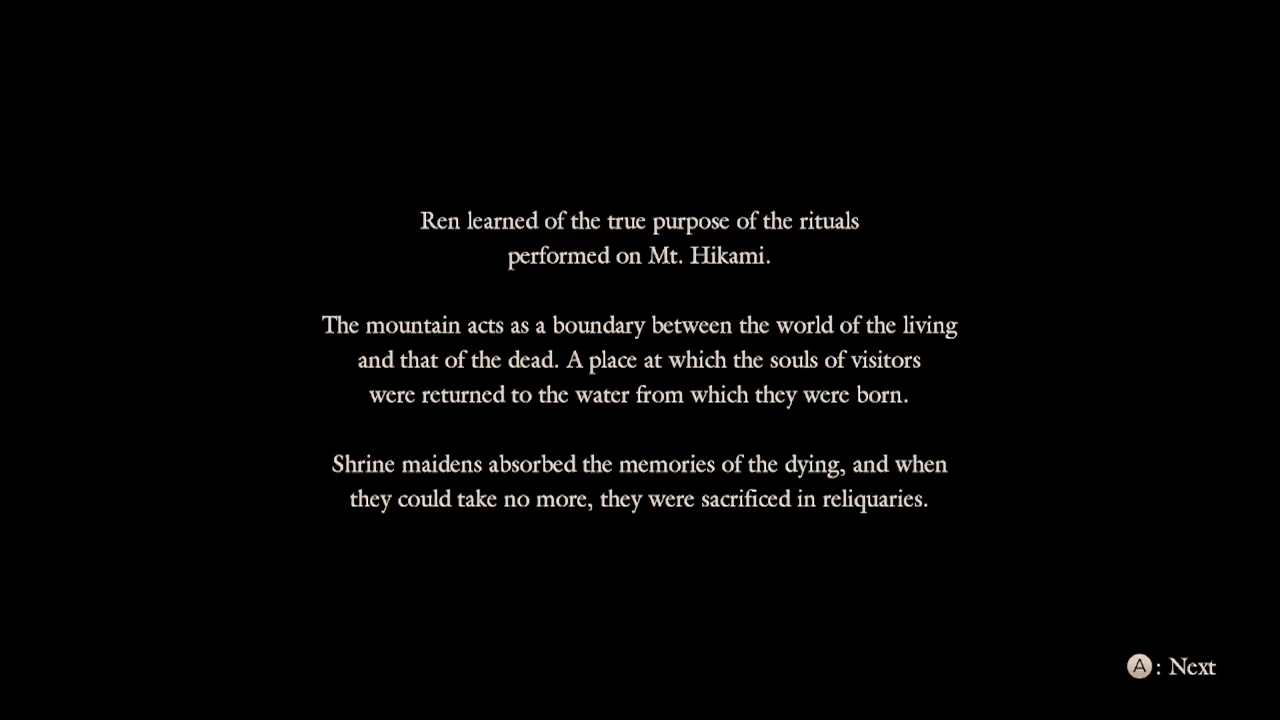 Ren learned of the true purpose of the rituals
performed on Mt. Hikami.
The mountain acts as a boundary between the world of the living
and that of the dead. A place at which the souls of visitors
were returned to the water from which they were born.
Shrine maidens absorbed the memories of the dying, and when
they could take no more, they were sacrificed in reliquaries.
A: Next